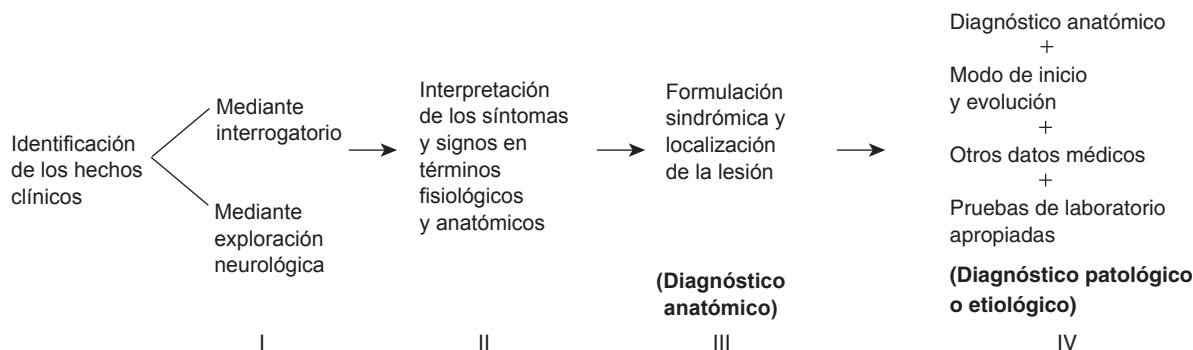 Identificación
de los hechos
clínicos
Mediante
interrogatorio
Mediante
exploración
neurológica
I
Interpretación
de los síntomas
y signos en
términos
fisiológicos
y anatómicos
II
Formulación
sindrómica y
localización
de la lesión
(Diagnóstico
anatómico)
III
Diagnóstico anatómico
+
Modo de inicio
y evolución
+
Otros datos médicos
+
Pruebas de laboratorio
apropiadas
(Diagnóstico patológico
o etiológico)
IV